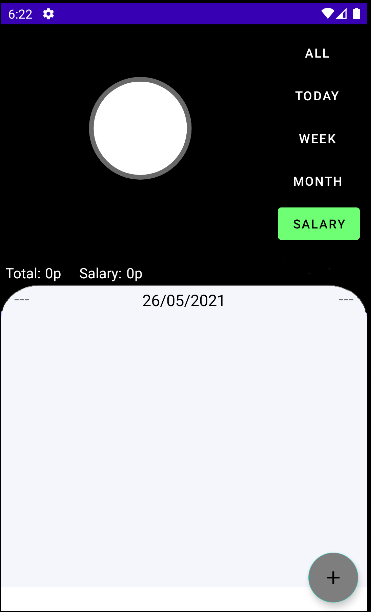 6:22
ALL
TODAY
WEEK
MONTH
SALARY
Total: 0p Salary: 0p
--- 26/05/2021 ---
+